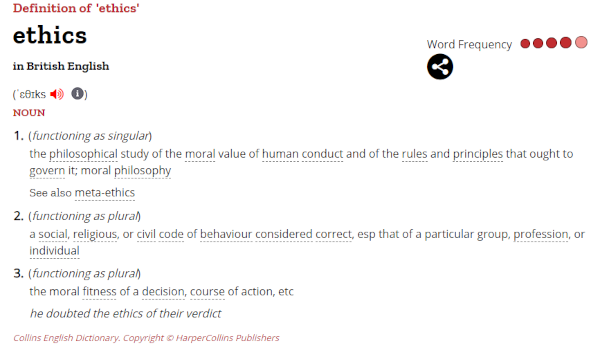 Definition of 'ethics'
ethics
Word Frequency
in British English
(ˈɛθɪks )
NOUN
1. (functioning as singular)
the philosophical study of the moral value of human conduct and of the rules and principles that ought to
govern it; moral philosophy
See also meta-ethics
2. (functioning as plural)
a social, religious, or civil code of behaviour considered correct, esp that of a particular group, profession, or
individual
3. (functioning as plural)
the moral fitness of a decision, course of action, etc
he doubted the ethics of their verdict
Collins English Dictionary. Copyright © HarperCollins Publishers